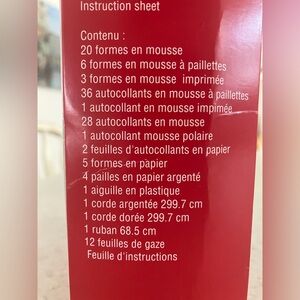 Instruction sheet
Contenu :
20 formes en mousse
6 formes en mousse à paillettes
3 formes en mousse imprimée
36 autocollants en mousse à paillettes
1 autocollant en mousse impimée
28 autocollants en mousse
1 autocollant mousse polaire
2 feuilles d'autocollants en papier
5 formes en papier
4 pailles en papier argenté
1 aiguille en plastique
1 corde argentée 299.7 cm
1 corde dorée 299.7 cm
1 ruban 68.5 cm
12 feuilles de gaze
Feuille d'instructions